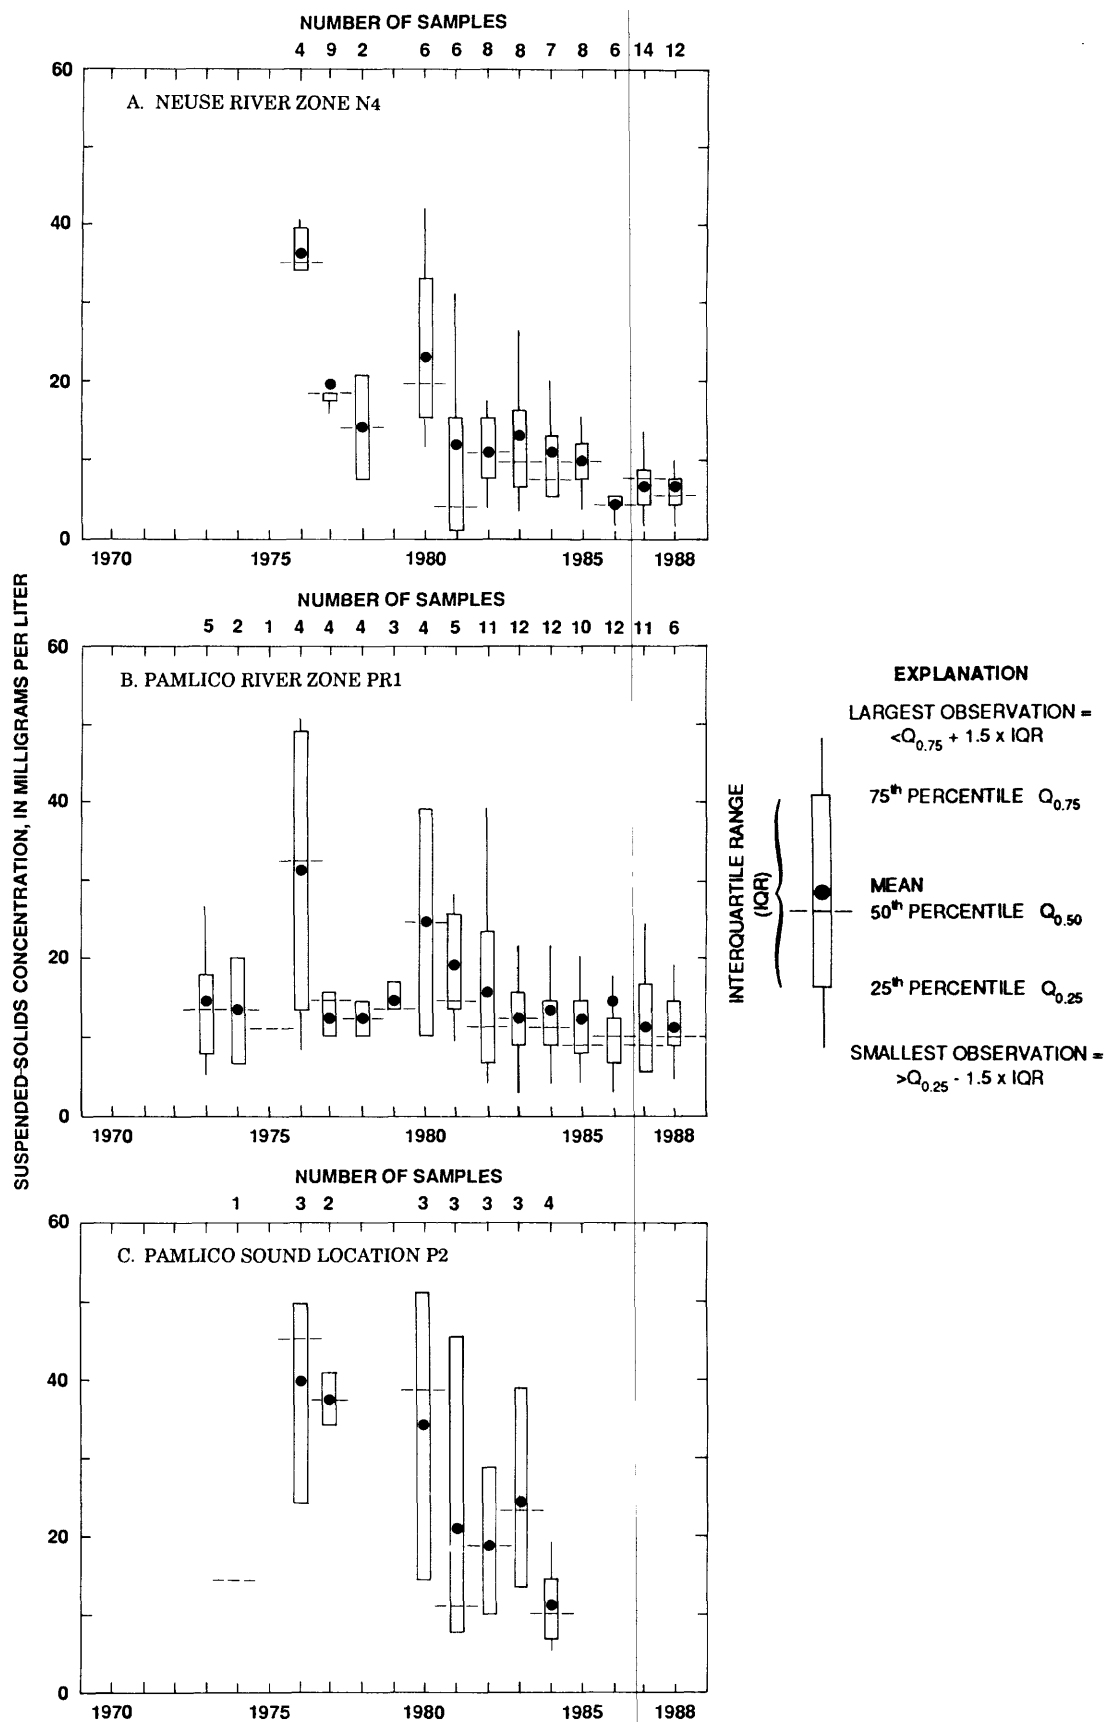 NUMBER OF SAMPLES
4 9 2 6 6 8 8 7 8 6 14 12
60
A. NEUSE RIVER ZONE N4
40
20
0
1970 1975 1980 1985 1988
SUSPENDED-SOLIDS CONCENTRATION, IN MILLIGRAMS PER LITER
NUMBER OF SAMPLES
5 2 1 4 4 4 3 4 5 11 12 12 10 12 11 6
60
B. PAMLICO RIVER ZONE PR1
40
20
0
1970 1975 1980 1985 1988
NUMBER OF SAMPLES
1 3 2 3 3 3 3 4
60
C. PAMLICO SOUND LOCATION P2
40
20
0
1970 1975 1980 1985 1988
EXPLANATION
LARGEST OBSERVATION =
<Q0.75 + 1.5 x IQR
INTERQUARTILE RANGE
(IQR)
75th PERCENTILE Q0.75
MEAN
50th PERCENTILE Q0.50
25th PERCENTILE Q0.25
SMALLEST OBSERVATION =
>Q0.25 - 1.5 x IQR